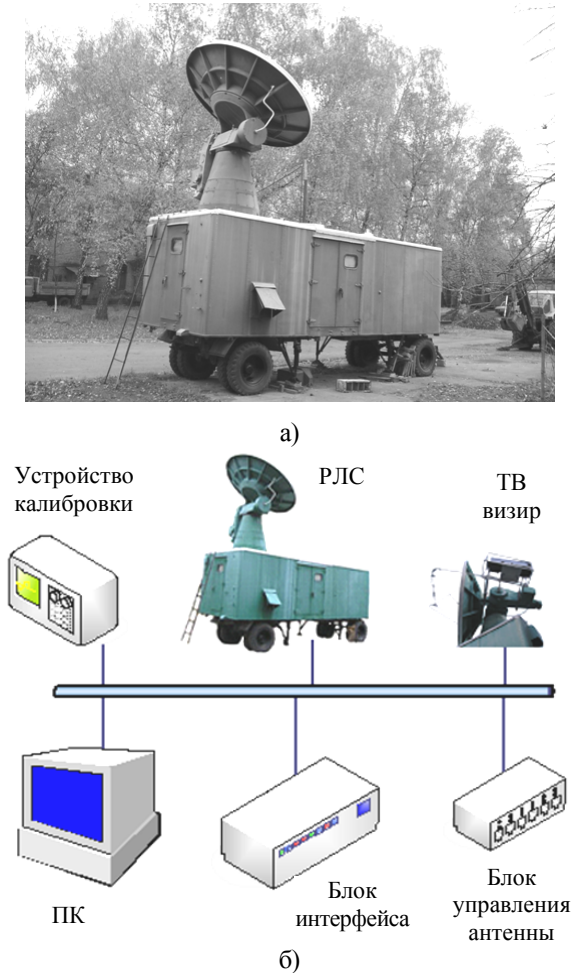 а)
Устройство
калибровки
РЛС
ТВ
визир
ПК
Блок
интерфейса
Блок
управления
антенны
б)